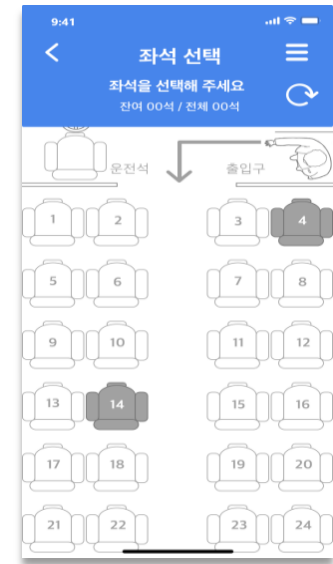 9:41
좌석 선택
좌석을 선택해 주세요
잔여 00석 / 전체 00석
운전석 출입구
1 2 3 4
5 6 7 8
9 10 11 12
13 14 15 16
17 18 19 20
21 22 23 24